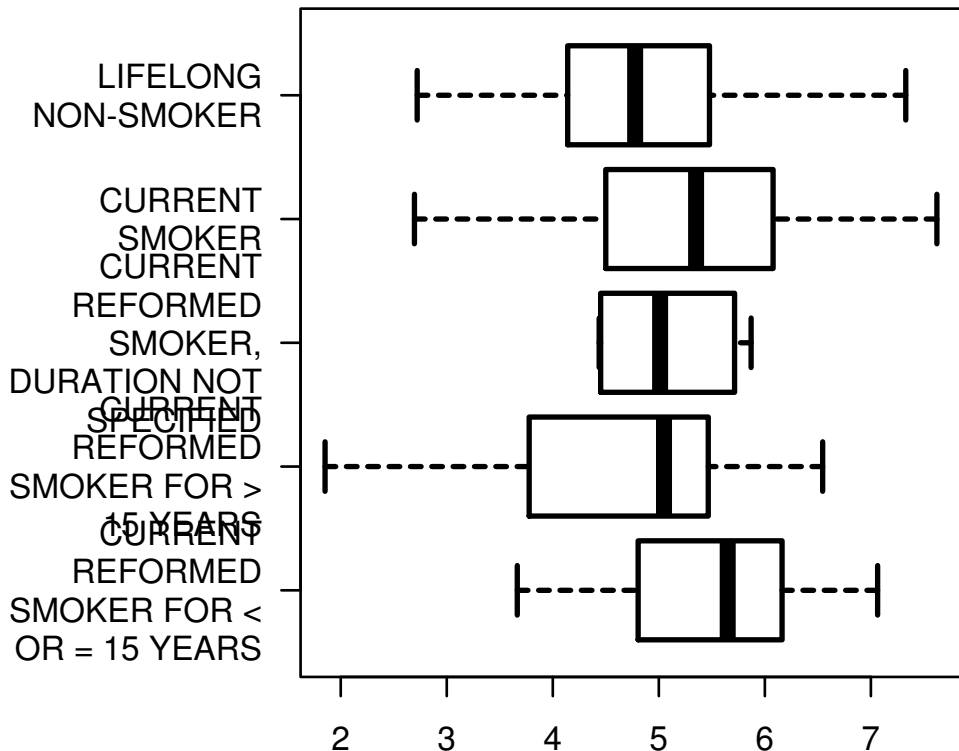 LIFELONG
NON-SMOKER
CURRENT
SMOKER
CURRENT
REFORMED
SMOKER,
DURATION NOT
SPECIFIED
CURRENT
REFORMED
SMOKER FOR >
15 YEARS
CURRENT
REFORMED
SMOKER FOR <
OR = 15 YEARS
2 3 4 5 6 7